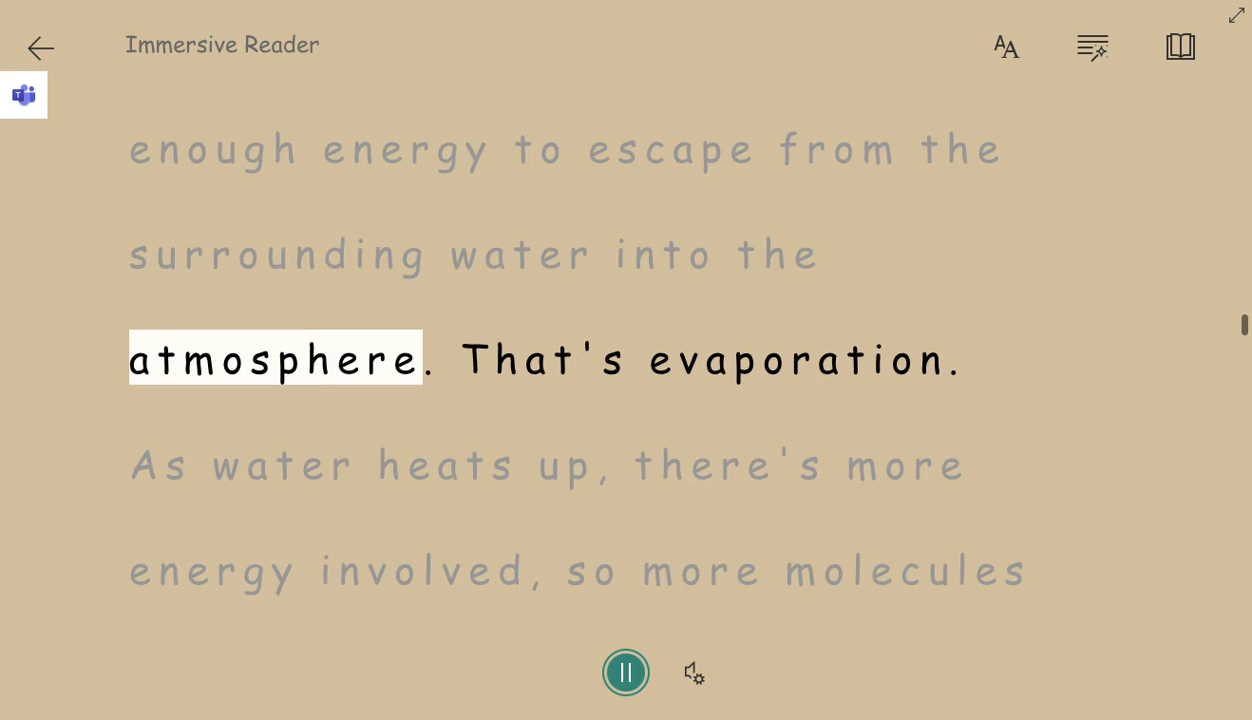 Immersive Reader
enough energy to escape from the
surrounding water into the
atmosphere. That's evaporation.
As water heats up, there's more
energy involved, so more molecules